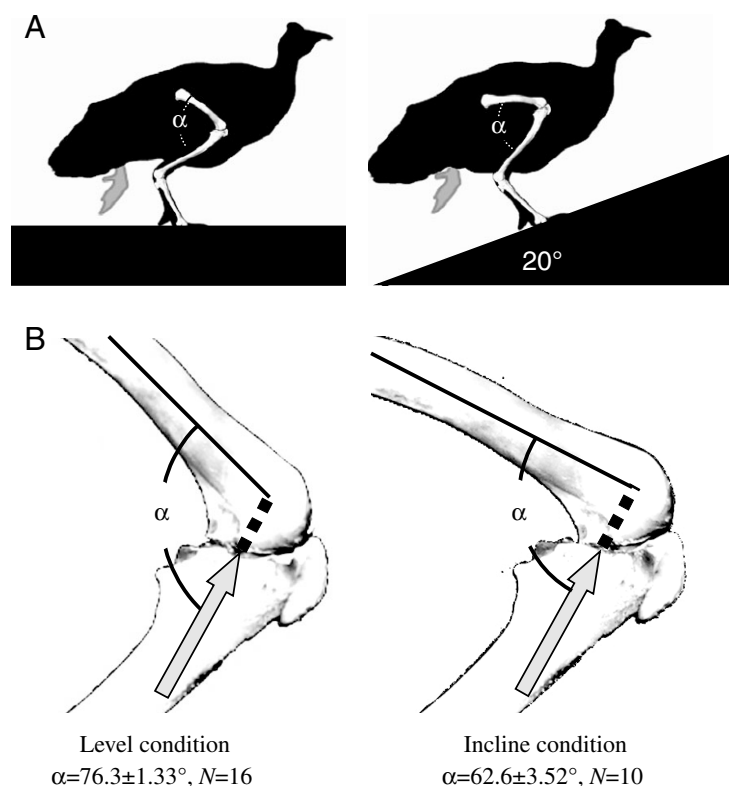 A
α
α
20°
B
α
α
Level condition
α=76.3±1.33°, N=16
Incline condition
α=62.6±3.52°, N=10